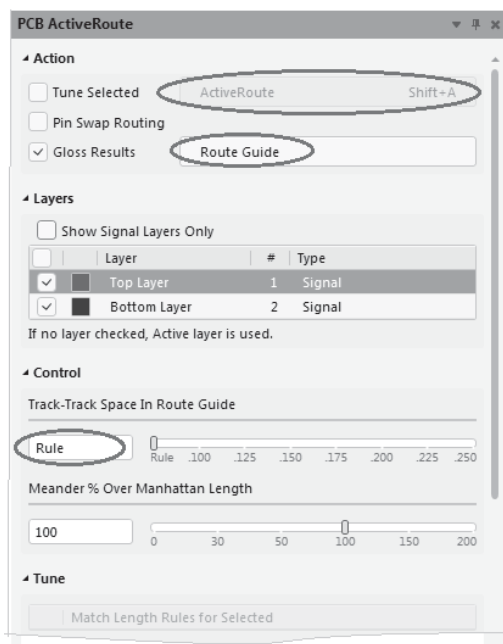 PCB ActiveRoute
Action
Tune Selected ActiveRoute Shift+A
Pin Swap Routing
Gloss Results Route Guide
Layers
Show Signal Layers Only
Layer # Type
Top Layer 1 Signal
Bottom Layer 2 Signal
If no layer checked, Active layer is used.
Control
Track-Track Space In Route Guide
Rule
Rule .100 .125 .150 .175 .200 .225 .250
Meander % Over Manhattan Length
100
0 30 50 100 150 200
Tune
Match Length Rules for Selected